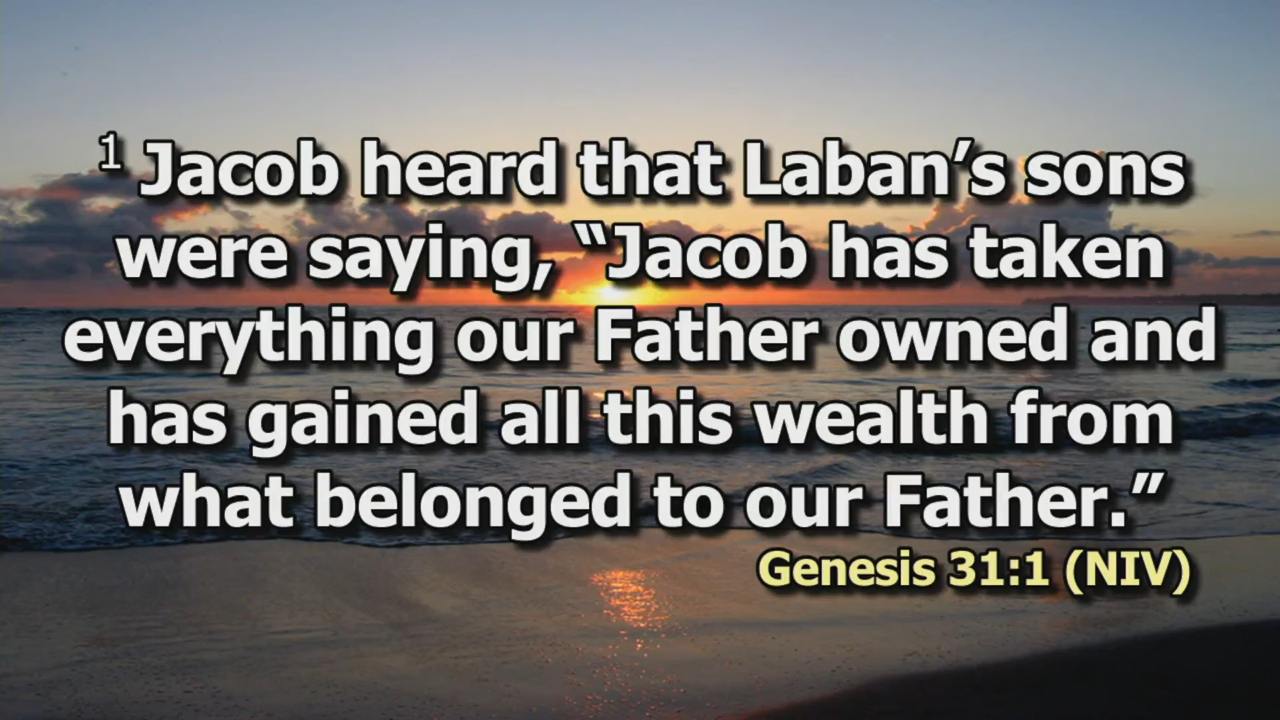 1 Jacob heard that Laban’s sons
were saying, “Jacob has taken
everything our Father owned and
has gained all this wealth from
what belonged to our Father.”
Genesis 31:1 (NIV)